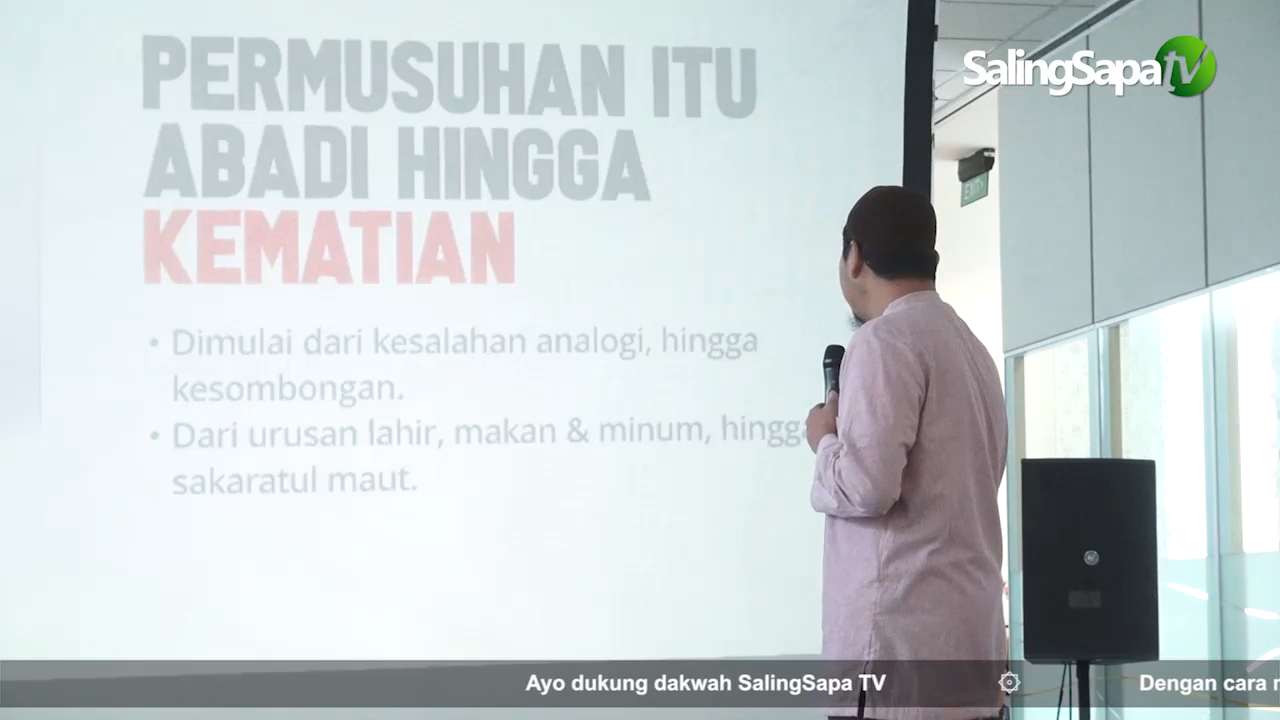 PERMUSUHAN ITU
ABADI HINGGA
KEMATIAN
• Dimulai dari kesalahan analogi, hingga
kesombongan.
• Dari urusan lahir, makan & minum, hingga
sakaratul maut.
SalingSapa TV
EXIT
Ayo dukung dakwah SalingSapa TV
Dengan cara